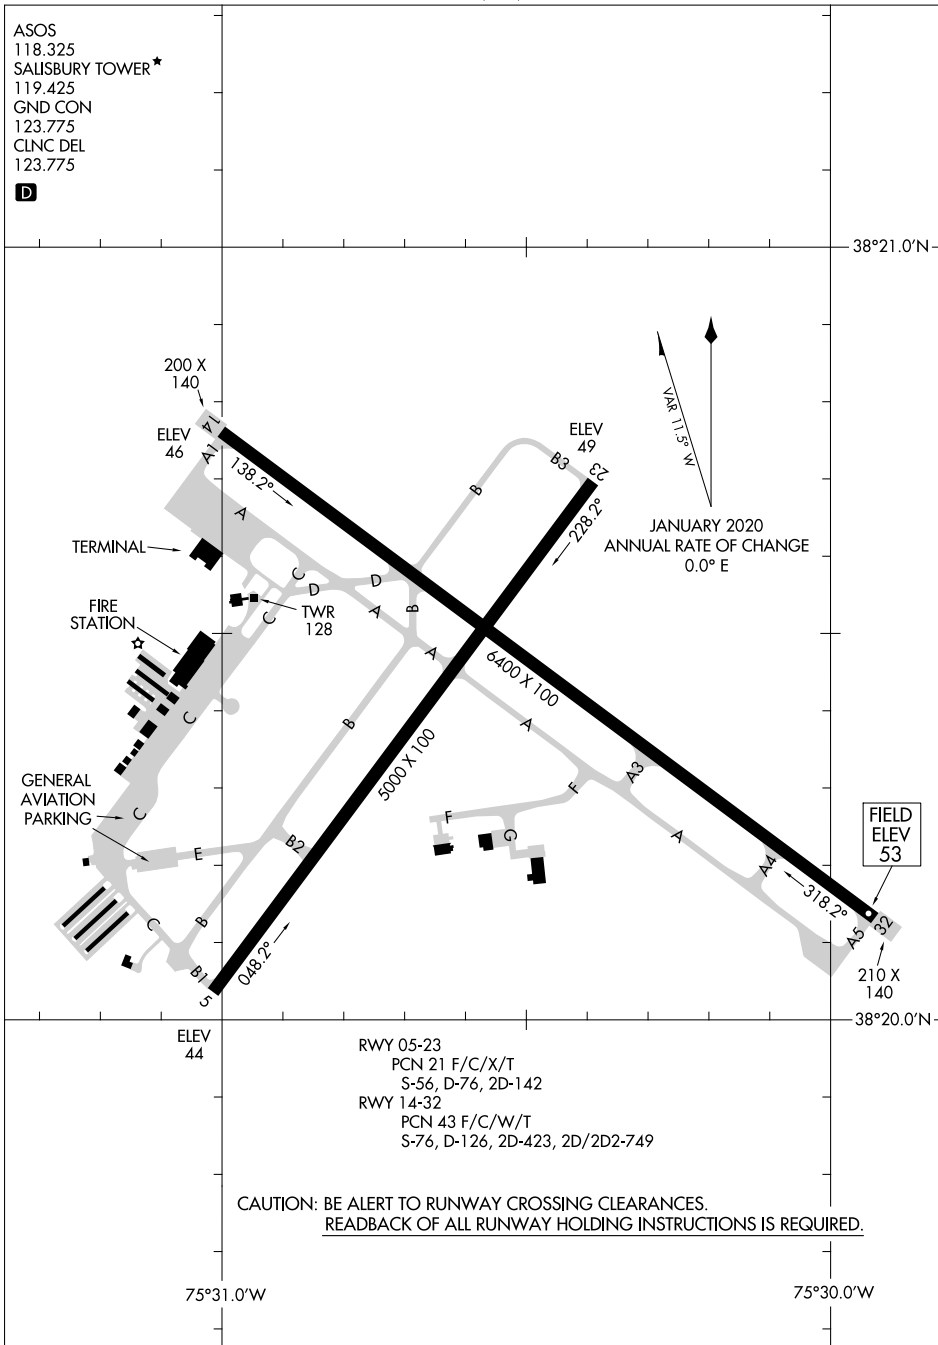 ASOS
118.325
SALISBURY TOWER★
119.425
GND CON
123.775
CLNC DEL
123.775
D
38°21.0'N
200 X
140
14
ELEV
46
A1
138.2°
A
TERMINAL
FIRE
STATION
TWR
128
C
C
C
C
C
D
D
B
B
B
B
B3
ELEV
49
23
228.2°
VAR 11.5° W
JANUARY 2020
ANNUAL RATE OF CHANGE
0.0° E
A
A
A
A
6400 X 100
5000 X 100
A3
F
F
G
A4
318.2°
FIELD
ELEV
53
A5
32
210 X
140
GENERAL
AVIATION
PARKING
E
B2
B1
048.2°
5
ELEV
44
38°20.0'N
RWY 05-23
PCN 21 F/C/X/T
S-56, D-76, 2D-142
RWY 14-32
PCN 43 F/C/W/T
S-76, D-126, 2D-423, 2D/2D2-749
CAUTION: BE ALERT TO RUNWAY CROSSING CLEARANCES.
READBACK OF ALL RUNWAY HOLDING INSTRUCTIONS IS REQUIRED.
75°31.0'W
75°30.0'W